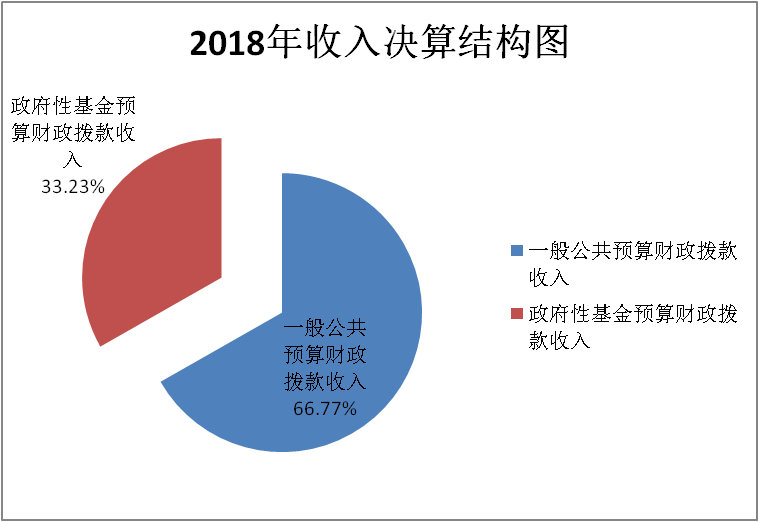 2018年收入决算结构图
政府性基金预
算财政拨款收
入
33.23%
一般公共
预算财政
拨款收入
66.77%
一般公共预算财政拨款
收入
政府性基金预算财政拨
款收入